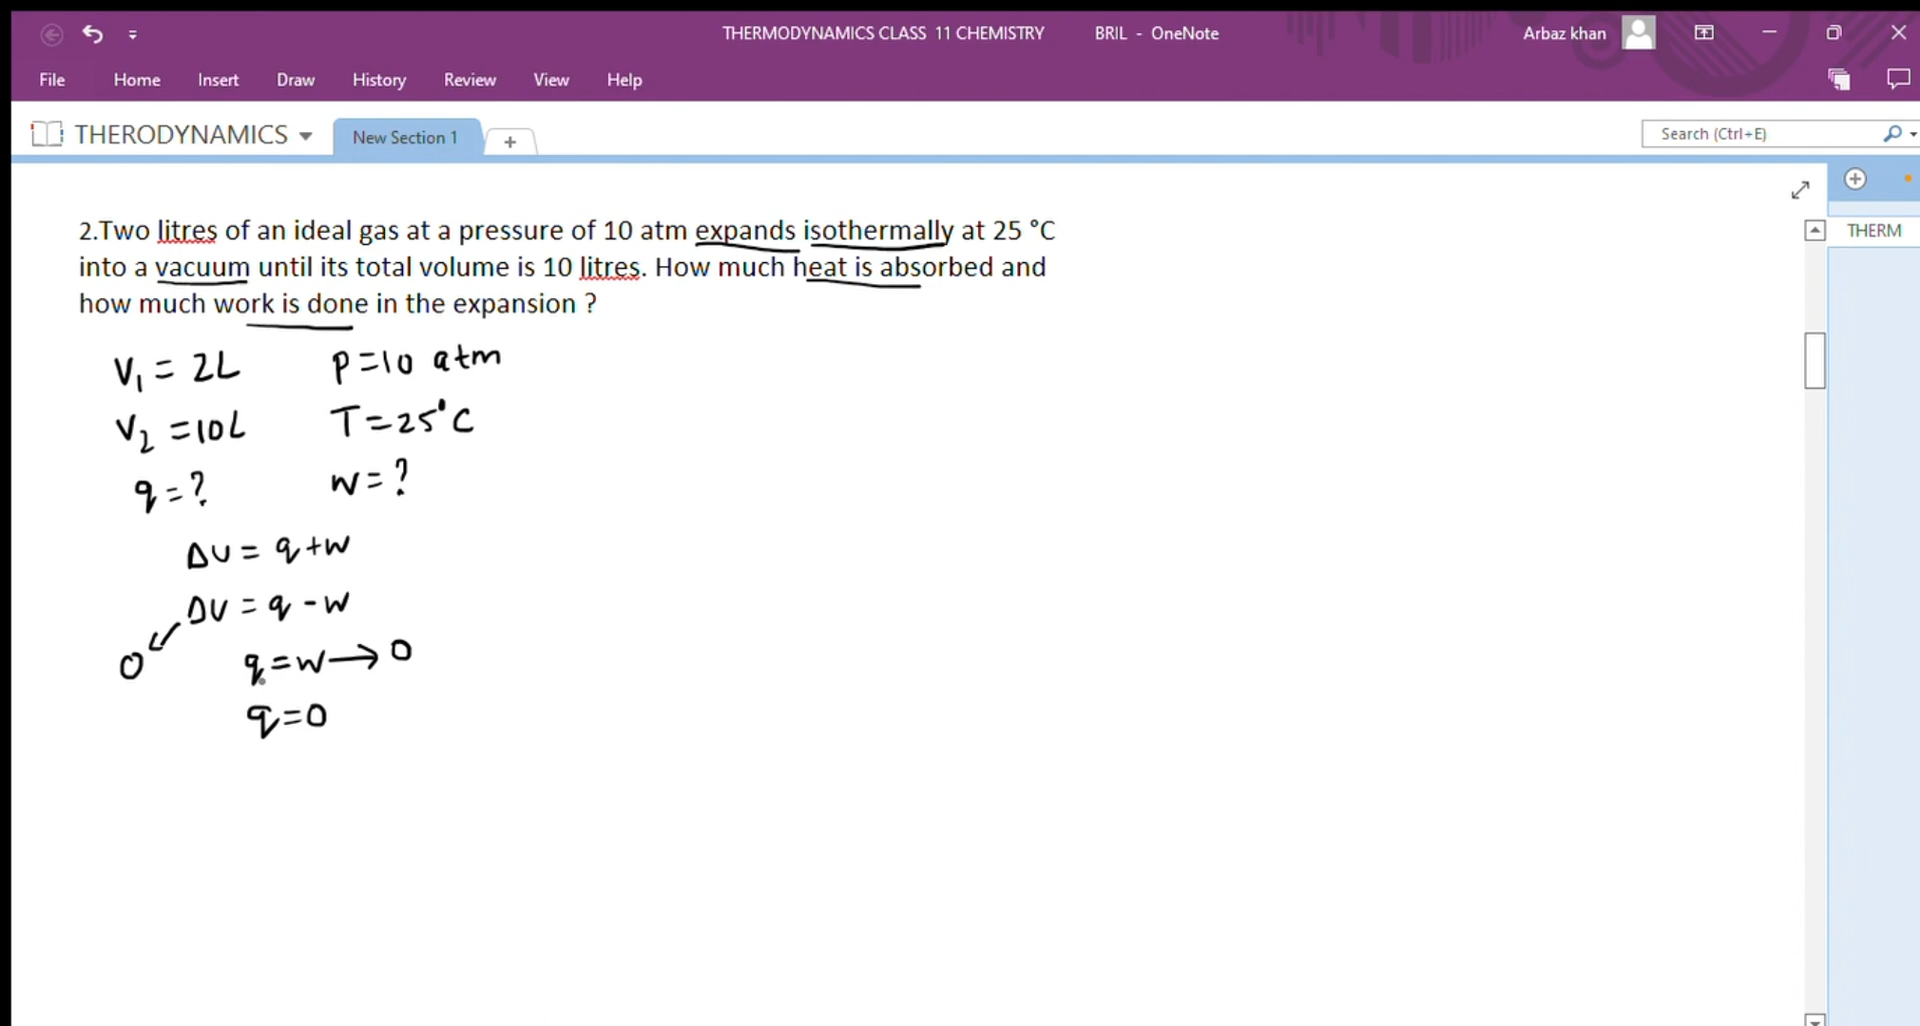 THERMODYNAMICS CLASS 11 CHEMISTRY BRIL - OneNote
Arbaz khan
File Home Insert Draw History Review View Help
THERODYNAMICS New Section 1 +
Search (Ctrl+E)
THERM
2.Two litres of an ideal gas at a pressure of 10 atm expands isothermally at 25 °C
into a vacuum until its total volume is 10 litres. How much heat is absorbed and
how much work is done in the expansion ?
V₁ = 2L P=10 atm
V₂ =10L T=25°C
q=? w=?
ΔU = q+w
ΔU = q-w
0 q=w→0
q=0